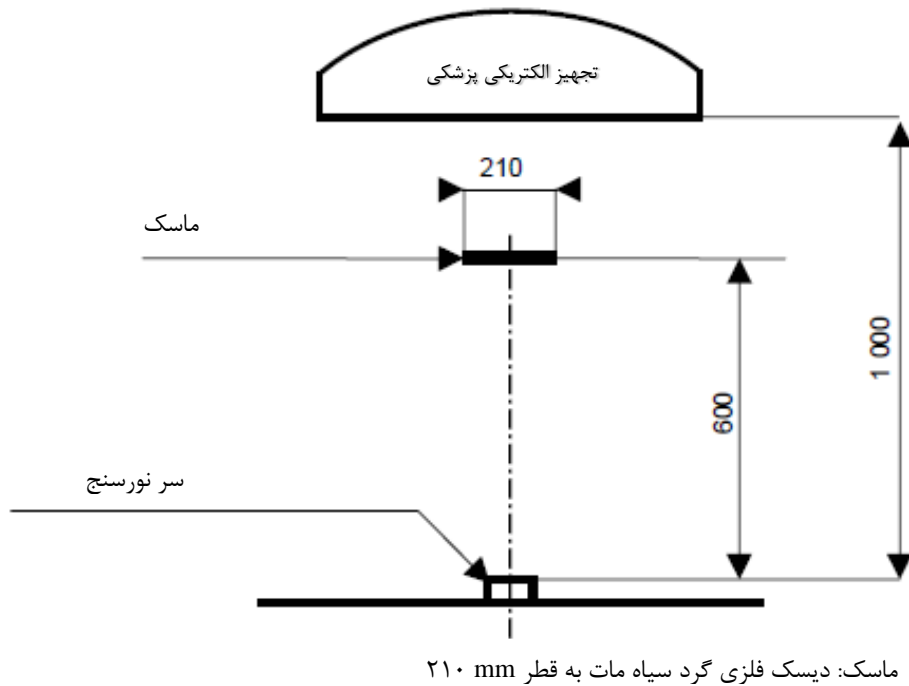 تجهیز الکتریکی پزشکی
210
ماسک
1 000
600
سر نورسنج
ماسک: دیسک فلزی گرد سیاه مات به قطر ۲۱۰ mm